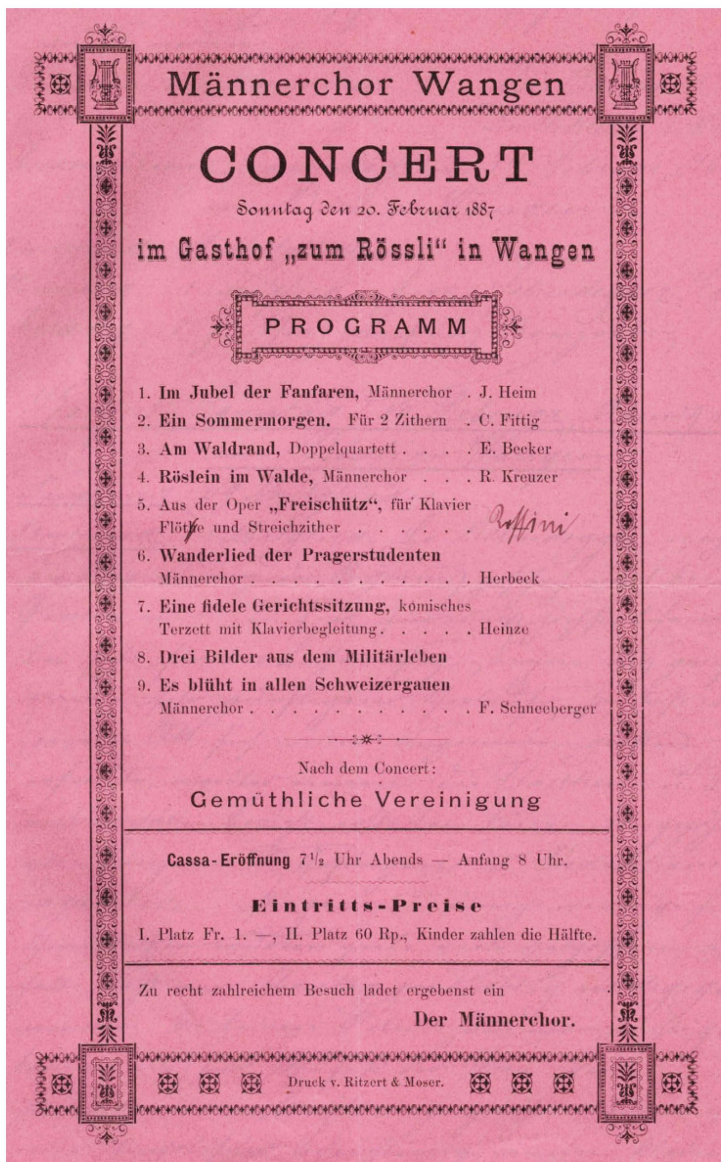 Männerchor Wangen
CONCERT
Sonntag den 20. Februar 1887
im Gasthof „zum Rössli“ in Wangen
PROGRAMM
1. Im Jubel der Fanfaren, Männerchor . J. Heim
2. Ein Sommermorgen. Für 2 Zithern . C. Fittig
3. Am Waldrand, Doppelquartett . . . . E. Becker
4. Röslein im Walde, Männerchor . . . R. Kreuzer
5. Aus der Oper „Freischütz“, für Klavier
Flöthe und Streichzither . . . . . . Rossini
6. Wanderlied der Pragerstudenten
Männerchor . . . . . . . . . . . Herbeck
7. Eine fidele Gerichtssitzung, komisches
Terzett mit Klavierbegleitung . . . . . Heinze
8. Drei Bilder aus dem Militärleben
9. Es blüht in allen Schweizergauen
Männerchor . . . . . . . . . . . F. Schneeberger
Nach dem Concert:
Gemüthliche Vereinigung
Cassa-Eröffnung 7 1/2 Uhr Abends — Anfang 8 Uhr.
Eintritts-Preise
I. Platz Fr. 1. —, II. Platz 60 Rp., Kinder zahlen die Hälfte.
Zu recht zahlreichem Besuch ladet ergebenst ein
Der Männerchor.
Druck v. Ritzert & Moser.